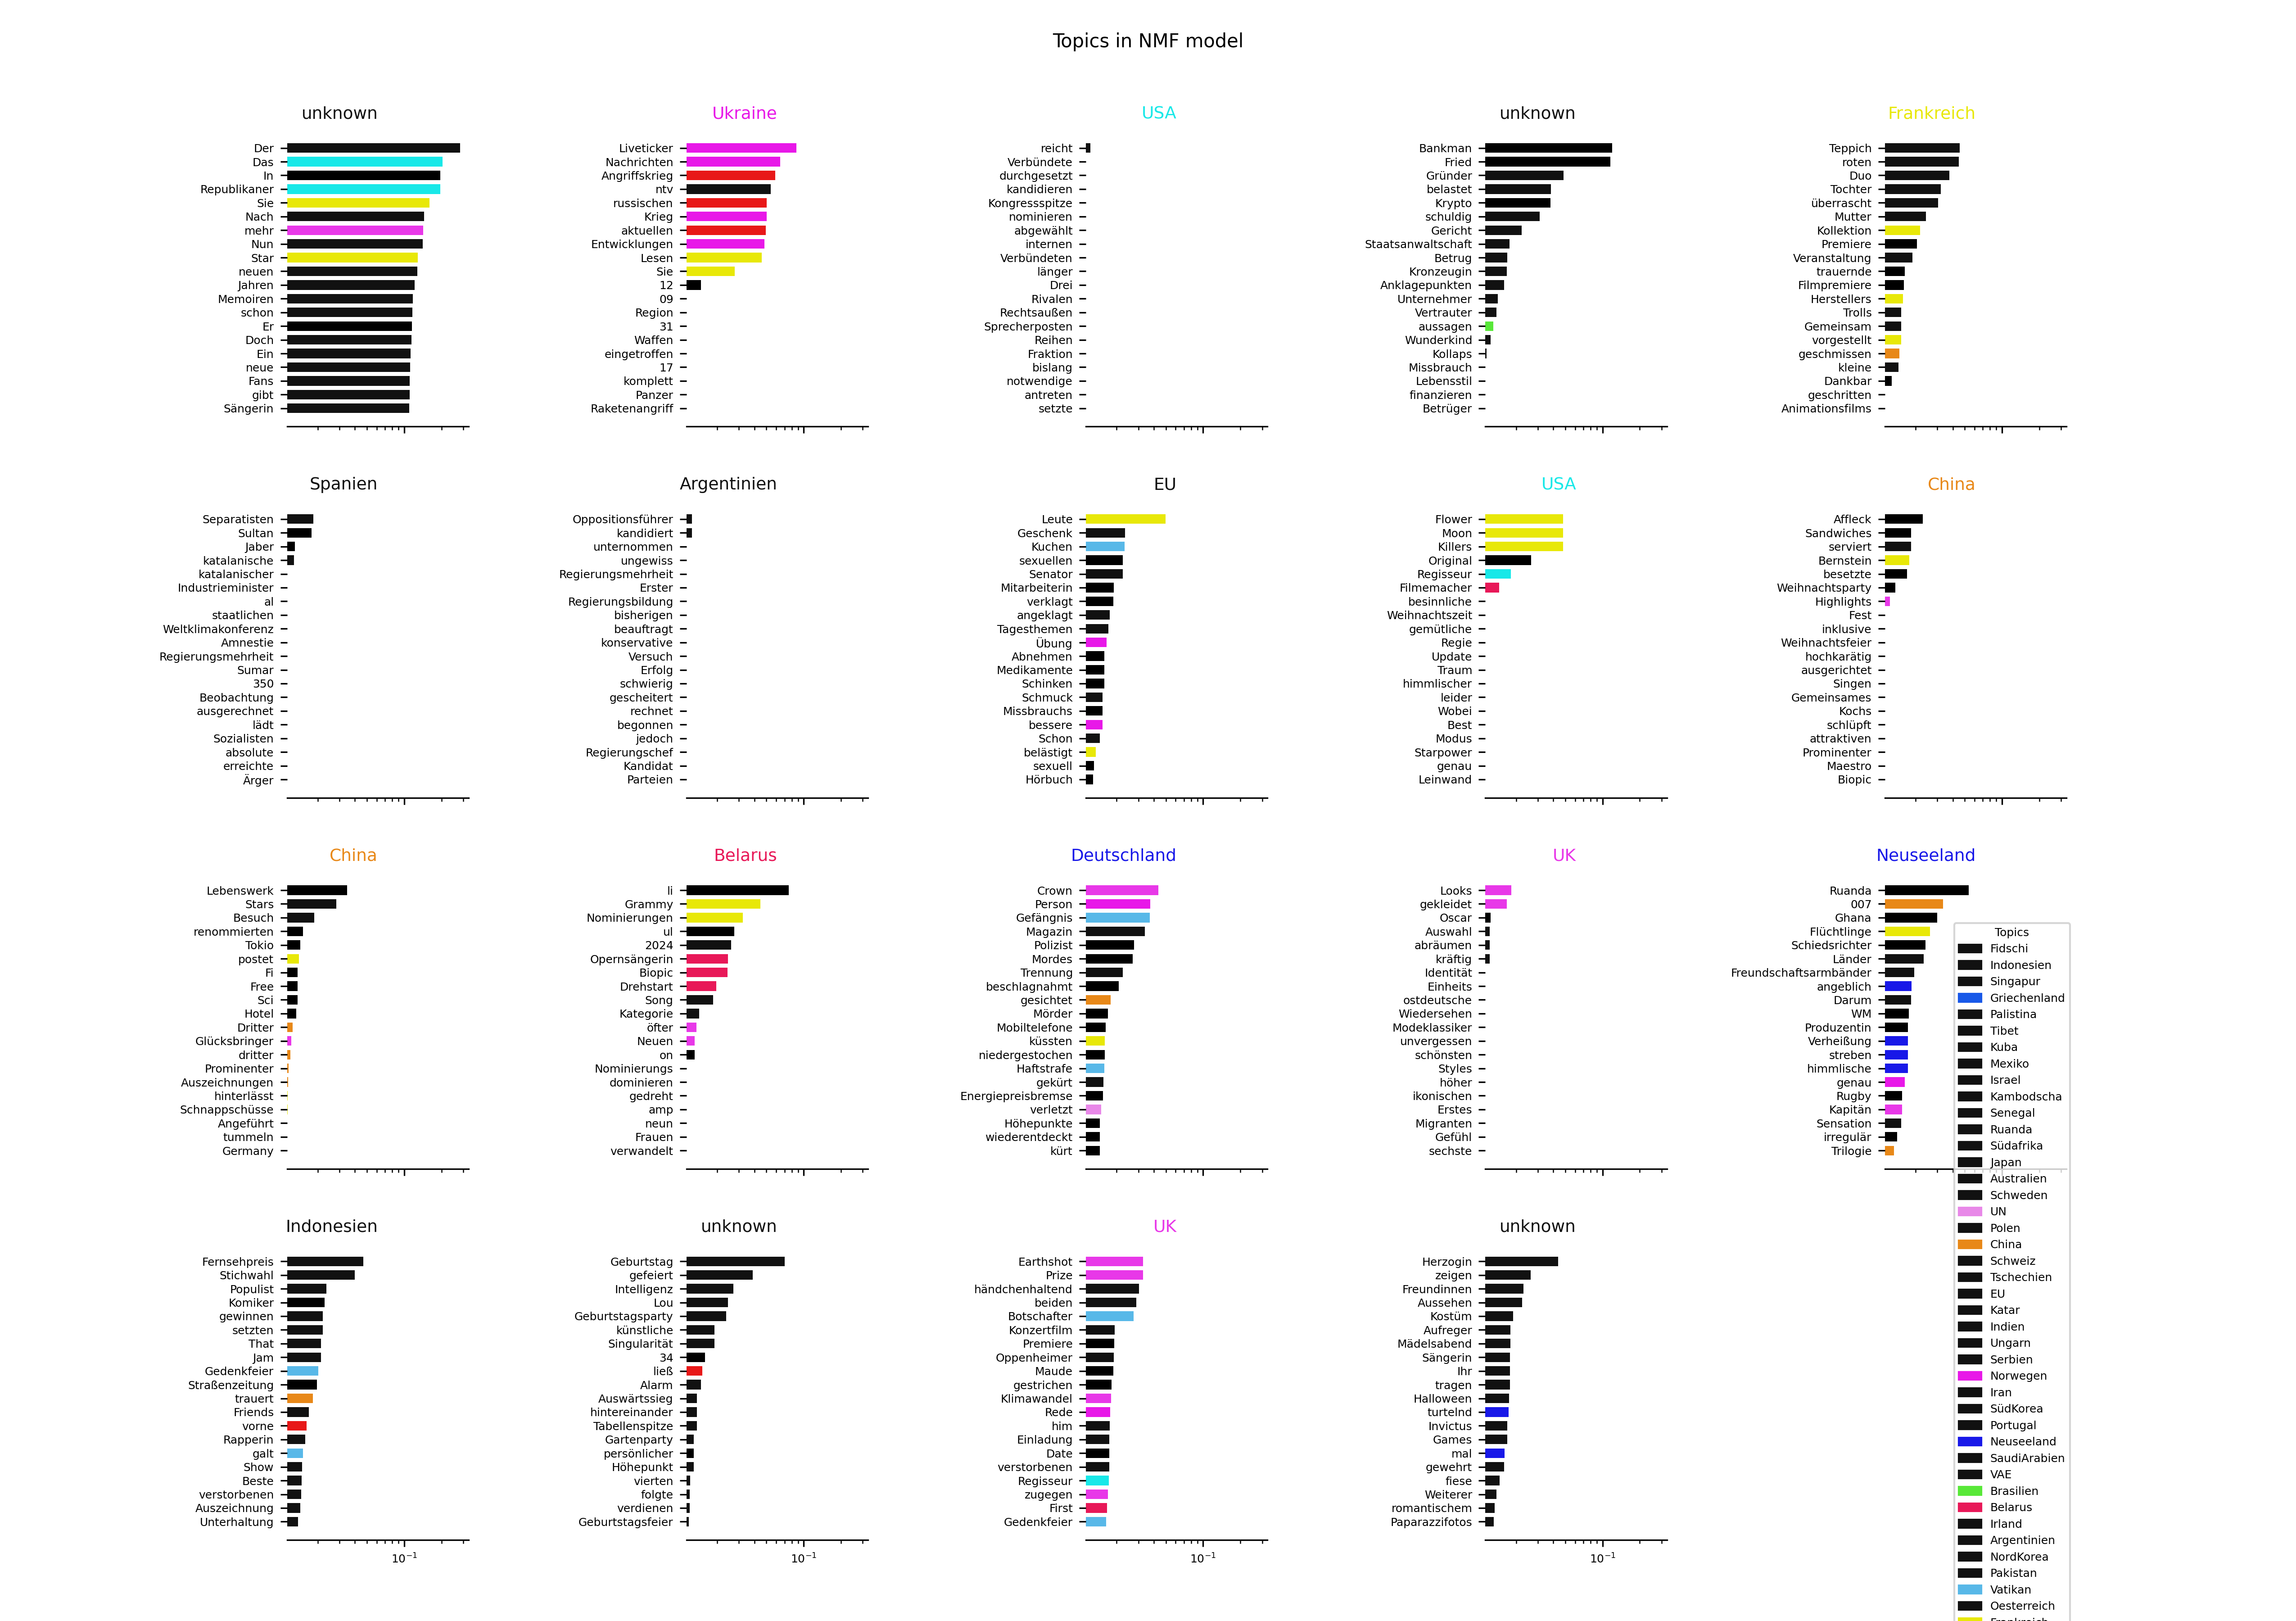 Topics in NMF model
unknown
Der
Das
In
Republikaner
Sie
Nach
mehr
Nun
Star
neuen
Jahren
Memoiren
schon
Er
Doch
Ein
neue
Fans
gibt
Sängerin
Ukraine
Liveticker
Nachrichten
Angriffskrieg
ntv
russischen
Krieg
aktuellen
Entwicklungen
Lesen
Sie
12
09
Region
31
Waffen
eingetroffen
17
komplett
Panzer
Raketenangriff
USA
reicht
Verbündete
durchgesetzt
kandidieren
Kongressspitze
nominieren
abgewählt
internen
Verbündeten
länger
Drei
Rivalen
Rechtsaußen
Sprecherposten
Reihen
Fraktion
bislang
notwendige
antreten
setzte
unknown
Bankman
Fried
Gründer
belastet
Krypto
schuldig
Gericht
Staatsanwaltschaft
Betrug
Kronzeugin
Anklagepunkten
Unternehmer
Vertrauter
aussagen
Wunderkind
Kollaps
Missbrauch
Lebensstil
finanzieren
Betrüger
Frankreich
Teppich
roten
Duo
Tochter
überrascht
Mutter
Kollektion
Premiere
Veranstaltung
trauernde
Filmpremiere
Herstellers
Trolls
Gemeinsam
vorgestellt
geschmissen
kleine
Dankbar
geschritten
Animationsfilms
Spanien
Separatisten
Sultan
Jaber
katalanische
katalanischer
Industrieminister
al
staatlichen
Weltklimakonferenz
Amnestie
Regierungsmehrheit
Sumar
350
Beobachtung
ausgerechnet
lädt
Sozialisten
absolute
erreichte
Ärger
Argentinien
Oppositionsführer
kandidiert
unternommen
ungewiss
Regierungsmehrheit
Erster
Regierungsbildung
bisherigen
beauftragt
konservative
Versuch
Erfolg
schwierig
gescheitert
rechnet
begonnen
jedoch
Regierungschef
Kandidat
Parteien
EU
Leute
Geschenk
Kuchen
sexuellen
Senator
Mitarbeiterin
verklagt
angeklagt
Tagesthemen
Übung
Abnehmen
Medikamente
Schinken
Schmuck
Missbrauchs
bessere
Schon
belästigt
sexuell
Hörbuch
USA
Flower
Moon
Killers
Original
Regisseur
Filmemacher
besinnliche
Weihnachtszeit
gemütliche
Regie
Update
Traum
himmlischer
leider
Wobei
Best
Modus
Starpower
genau
Leinwand
China
Affleck
Sandwiches
serviert
Bernstein
besetzte
Weihnachtsparty
Highlights
Fest
inklusive
Weihnachtsfeier
hochkarätig
ausgerichtet
Singen
Gemeinsames
Kochs
schlüpft
attraktiven
Prominenter
Maestro
Biopic
China
Lebenswerk
Stars
Besuch
renommierten
Tokio
postet
Fi
Free
Sci
Hotel
Dritter
Glücksbringer
dritter
Prominenter
Auszeichnungen
hinterlässt
Schnappschüsse
Angeführt
tummeln
Germany
Belarus
li
Grammy
Nominierungen
ul
2024
Opernsängerin
Biopic
Drehstart
Song
Kategorie
öfter
Neuen
on
Nominierungs
dominieren
gedreht
amp
neun
Frauen
verwandelt
Deutschland
Crown
Person
Gefängnis
Magazin
Polizist
Mordes
Trennung
beschlagnahmt
gesichtet
Mörder
Mobiltelefone
küssten
niedergestochen
Haftstrafe
gekürt
Energiepreisbremse
verletzt
Höhepunkte
wiederentdeckt
kürt
UK
Looks
gekleidet
Oscar
Auswahl
abräumen
kräftig
Identität
Einheits
ostdeutsche
Wiedersehen
Modeklassiker
unvergessen
schönsten
Styles
höher
ikonischen
Erstes
Migranten
Gefühl
sechste
Neuseeland
Ruanda
007
Ghana
Flüchtlinge
Schiedsrichter
Länder
Freundschaftsarmbänder
angeblich
Darum
WM
Produzentin
Verheißung
streben
himmlische
genau
Rugby
Kapitän
Sensation
irregulär
Trilogie
Indonesien
Fernsehpreis
Stichwahl
Populist
Komiker
gewinnen
setzten
That
Jam
Gedenkfeier
Straßenzeitung
trauert
Friends
vorne
Rapperin
galt
Show
Beste
verstorbenen
Auszeichnung
Unterhaltung
10⁻¹
unknown
Geburtstag
gefeiert
Intelligenz
Lou
Geburtstagsparty
künstliche
Singularität
34
ließ
Alarm
Auswärtssieg
hintereinander
Tabellenspitze
Gartenparty
persönlicher
Höhepunkt
vierten
folgte
verdienen
Geburtstagsfeier
10⁻¹
UK
Earthshot
Prize
händchenhaltend
beiden
Botschafter
Konzertfilm
Premiere
Oppenheimer
Maude
gestrichen
Klimawandel
Rede
him
Einladung
Date
verstorbenen
Regisseur
zugegen
First
Gedenkfeier
10⁻¹
unknown
Herzogin
zeigen
Freundinnen
Aussehen
Kostüm
Aufreger
Mädelsabend
Sängerin
Ihr
tragen
Halloween
turtelnd
Invictus
Games
mal
gewehrt
fiese
Weiterer
romantischem
Paparazzifotos
10⁻¹
Topics
Fidschi
Indonesien
Singapur
Griechenland
Palistina
Tibet
Kuba
Mexiko
Israel
Kambodscha
Senegal
Ruanda
Südafrika
Japan
Australien
Schweden
UN
Polen
China
Schweiz
Tschechien
EU
Katar
Indien
Ungarn
Serbien
Norwegen
Iran
SüdKorea
Portugal
Neuseeland
SaudiArabien
VAE
Brasilien
Belarus
Irland
Argentinien
NordKorea
Pakistan
Vatikan
Oesterreich